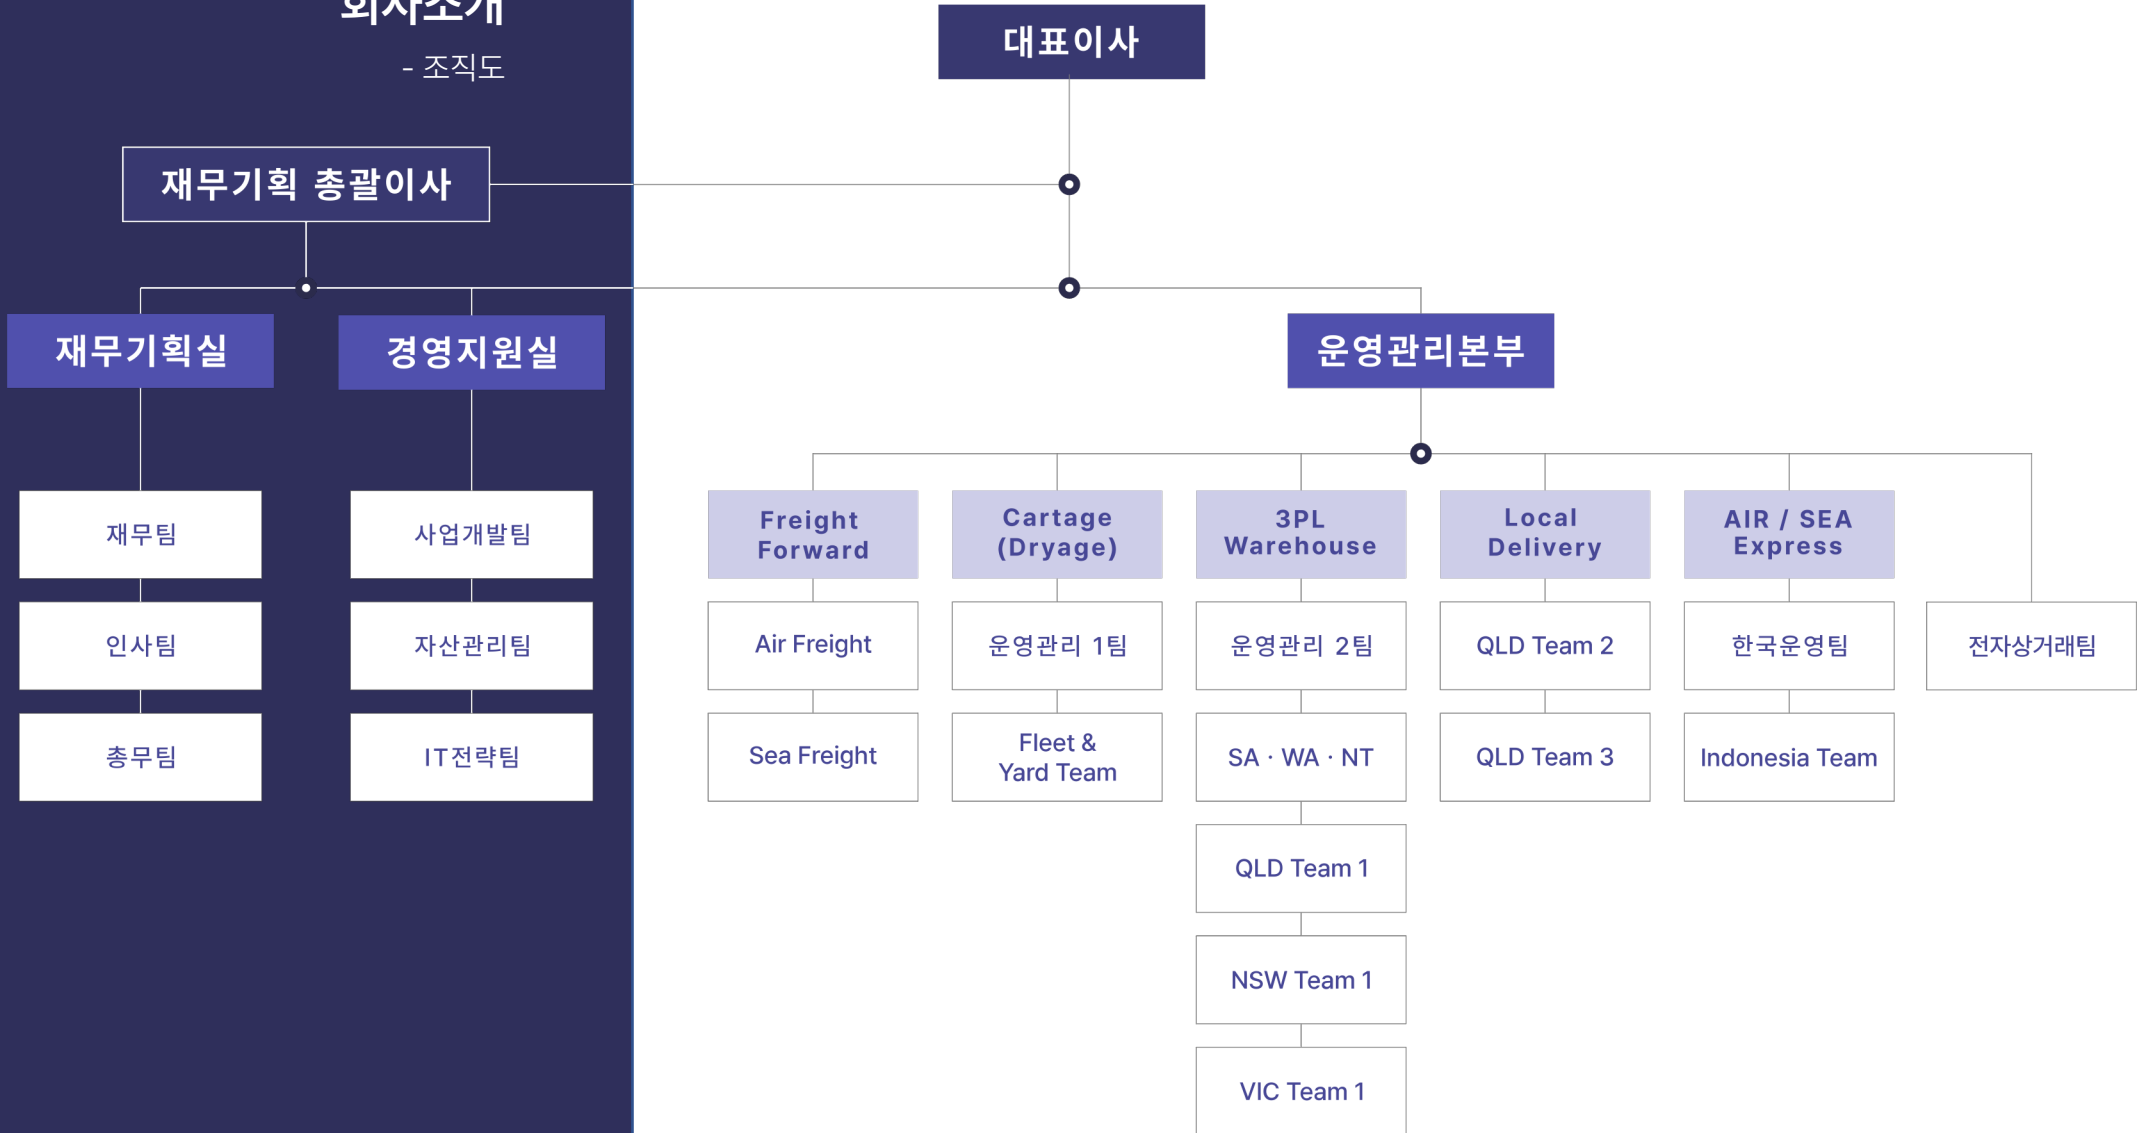 회사소개
- 조직도
대표이사
재무기획 총괄이사
재무기획실
경영지원실
운영관리본부
재무팀
인사팀
총무팀
사업개발팀
자산관리팀
IT전략팀
Freight
Forward
Air Freight
Sea Freight
Cartage
(Dryage)
운영관리 1팀
Fleet &
Yard Team
3PL
Warehouse
운영관리 2팀
SA · WA · NT
QLD Team 1
NSW Team 1
VIC Team 1
Local
Delivery
QLD Team 2
QLD Team 3
AIR / SEA
Express
한국운영팀
Indonesia Team
전자상거래팀